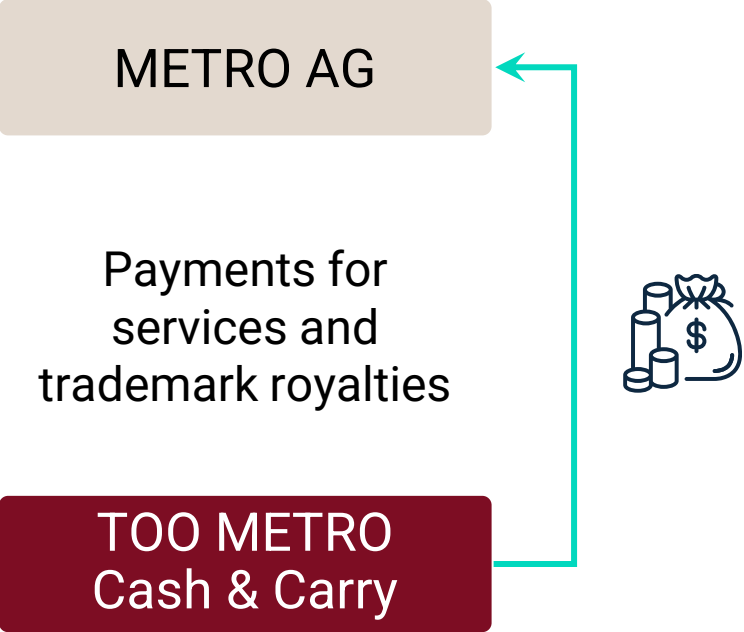 METRO AG
Payments for
services and
trademark royalties
$
TOO METRO
Cash & Carry